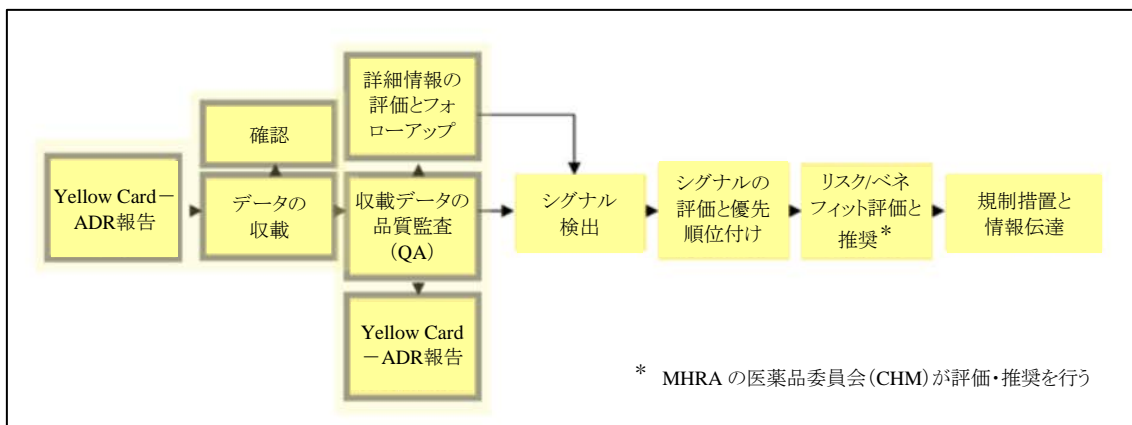 Yellow Card－
ADR報告
確認
データの
収載
詳細情報の
評価とフォ
ローアップ
収載データの
品質監査
（QA）
Yellow Card
－ADR報告
シグナル
検出
シグナルの
評価と優先
順位付け
リスク/ベネ
フィット評価と
推奨*
規制措置と
情報伝達
* MHRA の医薬品委員会（CHM）が評価・推奨を行う